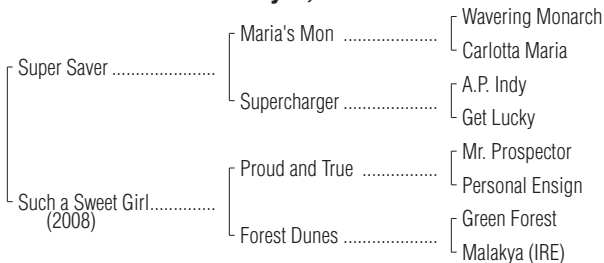 Wavering Monarch
Maria's Mon ..................
Carlotta Maria
Super Saver ....................
A.P. Indy
Supercharger ..................
Get Lucky
Mr. Prospector
Proud and True ...............
Personal Ensign
Such a Sweet Girl.............
(2008)
Green Forest
Forest Dunes ..................
Malakya (IRE)